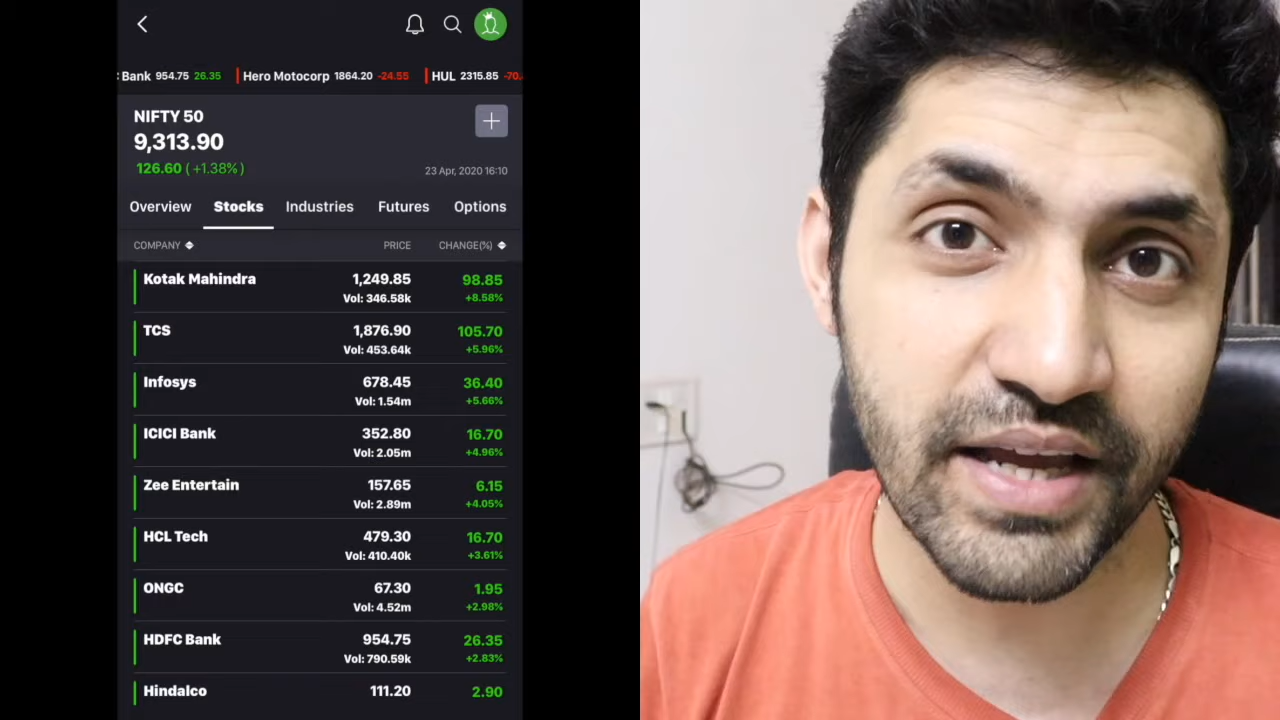 Bank 954.75 26.35 Hero Motocorp 1864.20 -24.55 HUL 2315.85 -70.
NIFTY 50
9,313.90
126.60 ( +1.38% )
23 Apr, 2020 16:10
Overview Stocks Industries Futures Options
COMPANY PRICE CHANGE(%)
Kotak Mahindra 1,249.85 98.85
Vol: 346.58k +8.58%
TCS 1,876.90 105.70
Vol: 453.64k +5.96%
Infosys 678.45 36.40
Vol: 1.54m +5.66%
ICICI Bank 352.80 16.70
Vol: 2.05m +4.96%
Zee Entertain 157.65 6.15
Vol: 2.89m +4.05%
HCL Tech 479.30 16.70
Vol: 410.40k +3.61%
ONGC 67.30 1.95
Vol: 4.52m +2.98%
HDFC Bank 954.75 26.35
Vol: 790.59k +2.83%
Hindalco 111.20 2.90